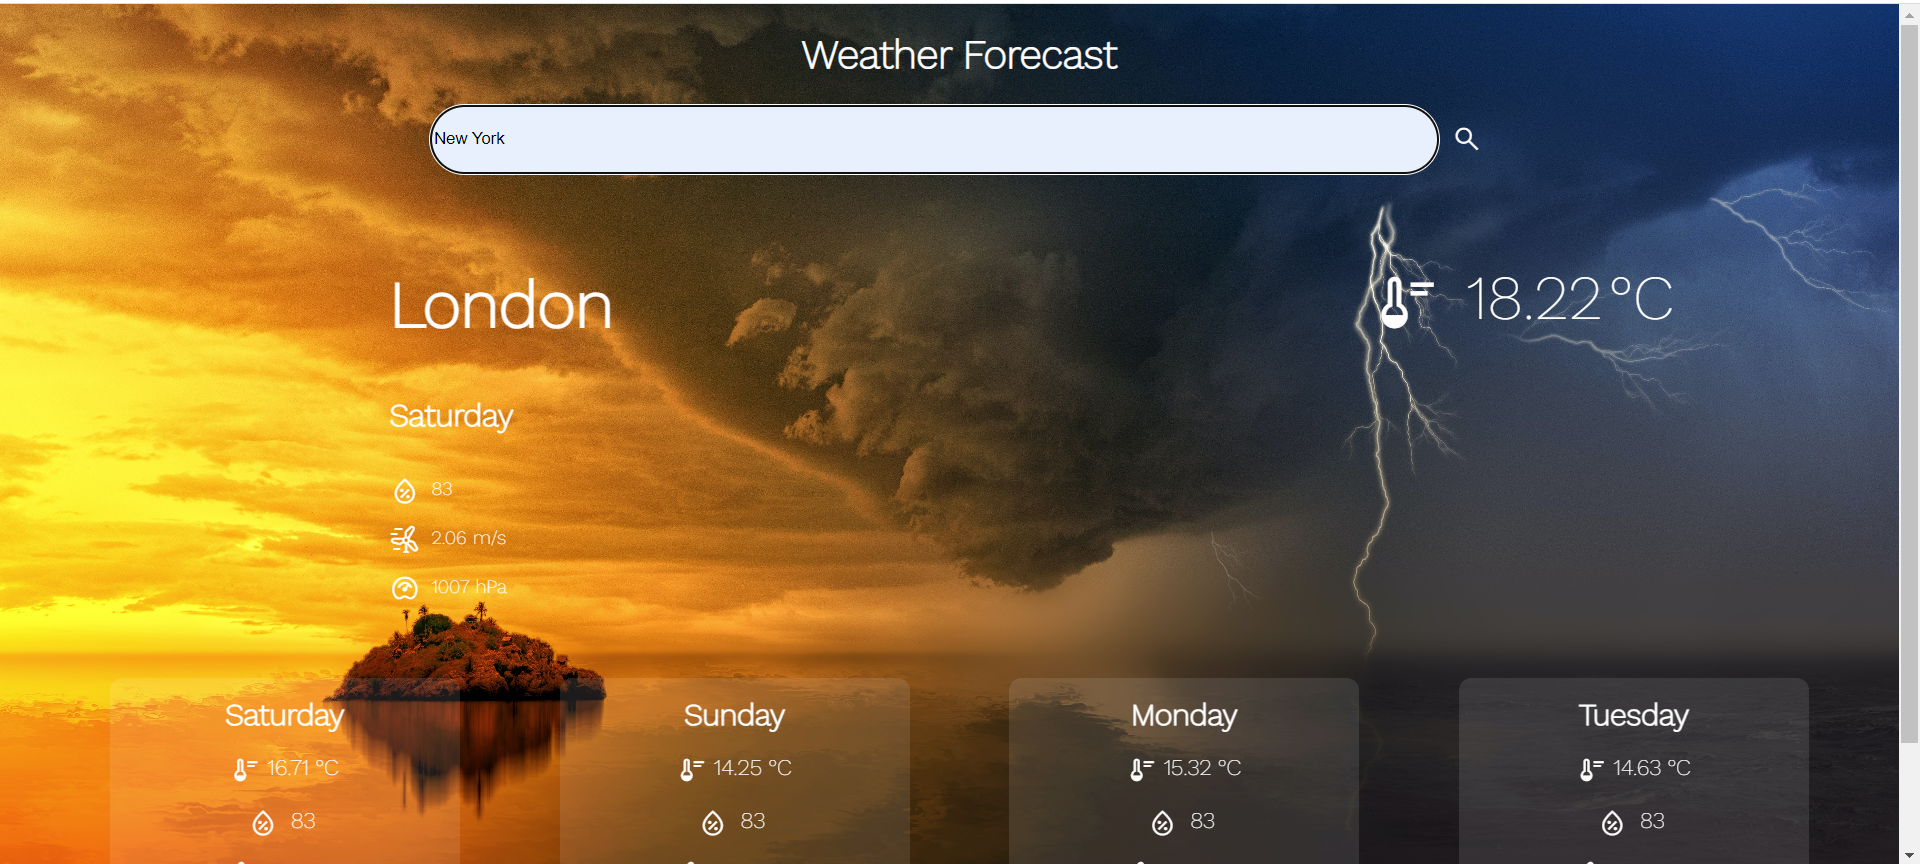 Weather Forecast
New York
London
18.22 °C
Saturday
83
2.06 m/s
1007 hPa
Saturday
16.71 °C
83
Sunday
14.25 °C
83
Monday
15.32 °C
83
Tuesday
14.63 °C
83